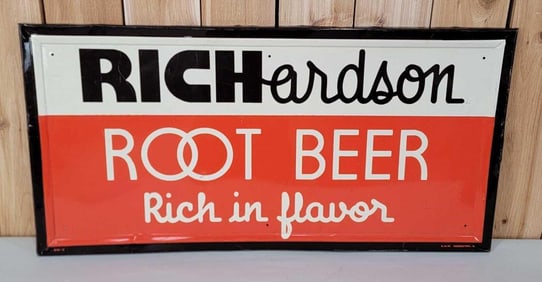 RICHardson
ROOT BEER
Rich in flavor